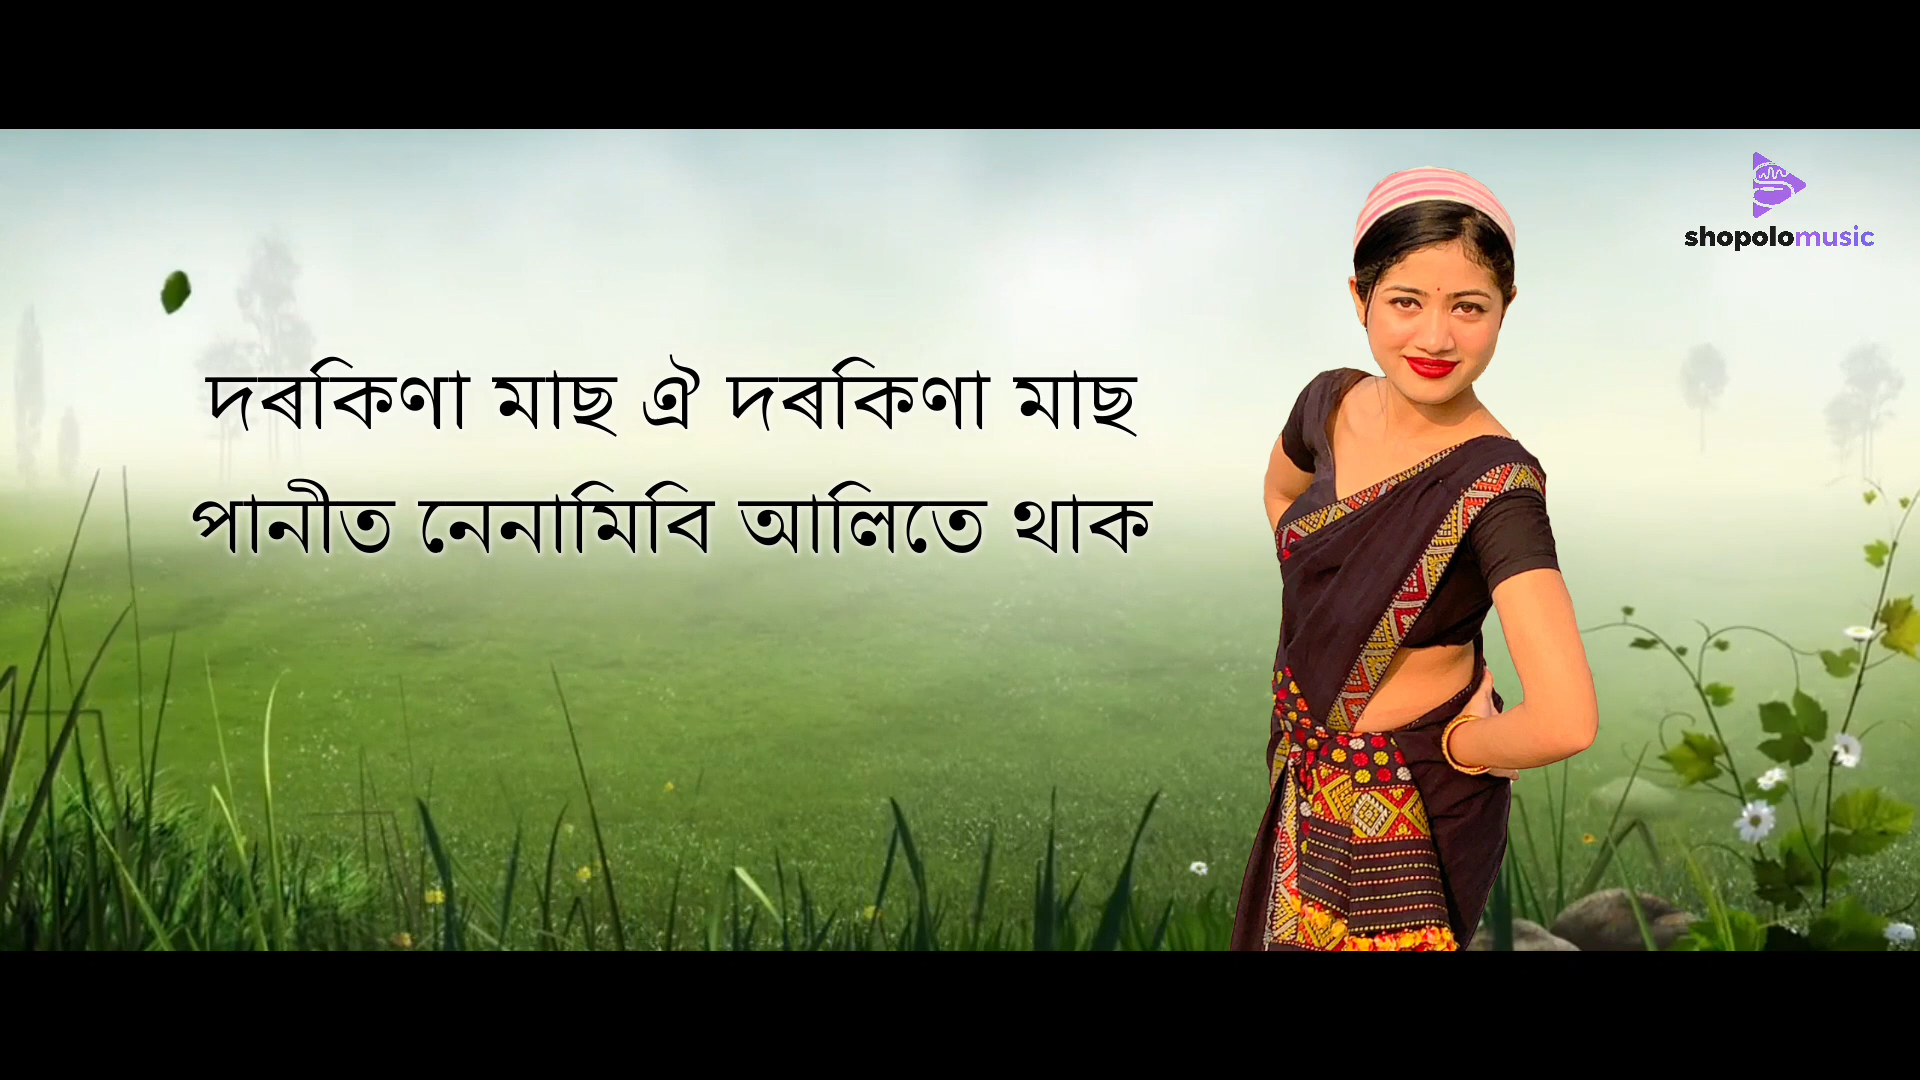 দৰকিণা মাছ ঐ দৰকিণা মাছ
পানীত নেনামিবি আলিতে থাক
shopolomusic